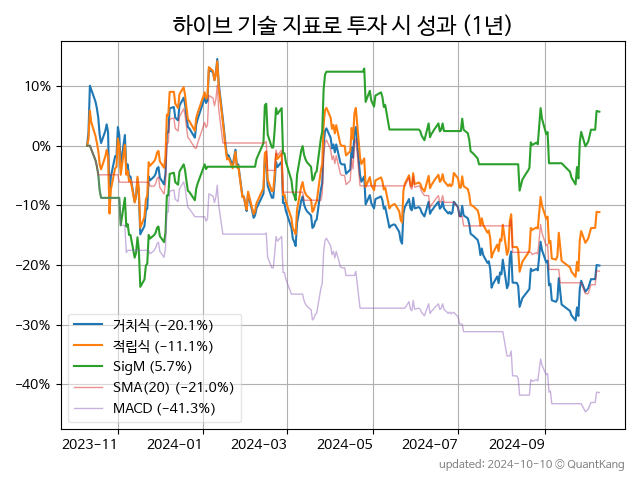 하이브 기술 지표로 투자 시 성과 (1년)
10%
0%
−10%
−20%
−30%
−40%
거치식 (−20.1%)
적립식 (−11.1%)
SigM (5.7%)
SMA(20) (−21.0%)
MACD (−41.3%)
2023−11
2024−01
2024−03
2024−05
2024−07
2024−09
updated: 2024-10-10 © QuantKang